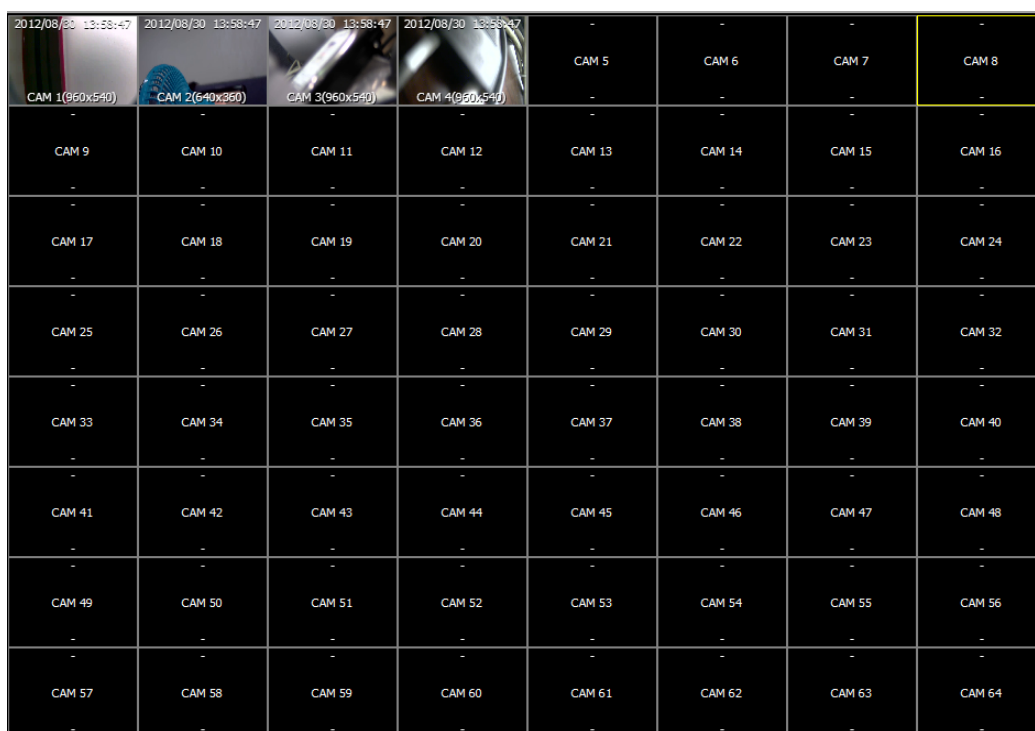 2012/08/30 13:58:47 2012/08/30 13:58:47 2012/08/30 13:58:47 2012/08/30 13:58:47 - - - -
CAM 5 CAM 6 CAM 7 CAM 8
CAM 1(960x540) CAM 2(640x360) CAM 3(960x540) CAM 4(960x540) - - - -
- - - - - - - -
CAM 9 CAM 10 CAM 11 CAM 12 CAM 13 CAM 14 CAM 15 CAM 16
- - - - - - - -
- - - - - - - -
CAM 17 CAM 18 CAM 19 CAM 20 CAM 21 CAM 22 CAM 23 CAM 24
- - - - - - - -
- - - - - - - -
CAM 25 CAM 26 CAM 27 CAM 28 CAM 29 CAM 30 CAM 31 CAM 32
- - - - - - - -
- - - - - - - -
CAM 33 CAM 34 CAM 35 CAM 36 CAM 37 CAM 38 CAM 39 CAM 40
- - - - - - - -
- - - - - - - -
CAM 41 CAM 42 CAM 43 CAM 44 CAM 45 CAM 46 CAM 47 CAM 48
- - - - - - - -
- - - - - - - -
CAM 49 CAM 50 CAM 51 CAM 52 CAM 53 CAM 54 CAM 55 CAM 56
- - - - - - - -
- - - - - - - -
CAM 57 CAM 58 CAM 59 CAM 60 CAM 61 CAM 62 CAM 63 CAM 64
- - - - - - - -